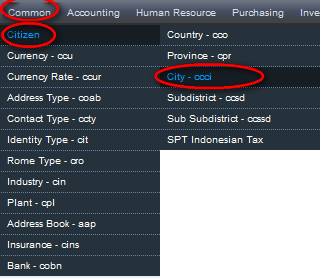 Common Accounting Human Resource Purchasing Inve
Citizen
Currency - ccu
Currency Rate - ccur
Address Type - coab
Contact Type - ccty
Identity Type - cit
Rome Type - cro
Industry - cin
Plant - cpl
Address Book - aap
Insurance - cins
Bank - cobn
Country - cco
Province - cpr
City - ccci
Subdistrict - ccsd
Sub Subdistrict - ccssd
SPT Indonesian Tax